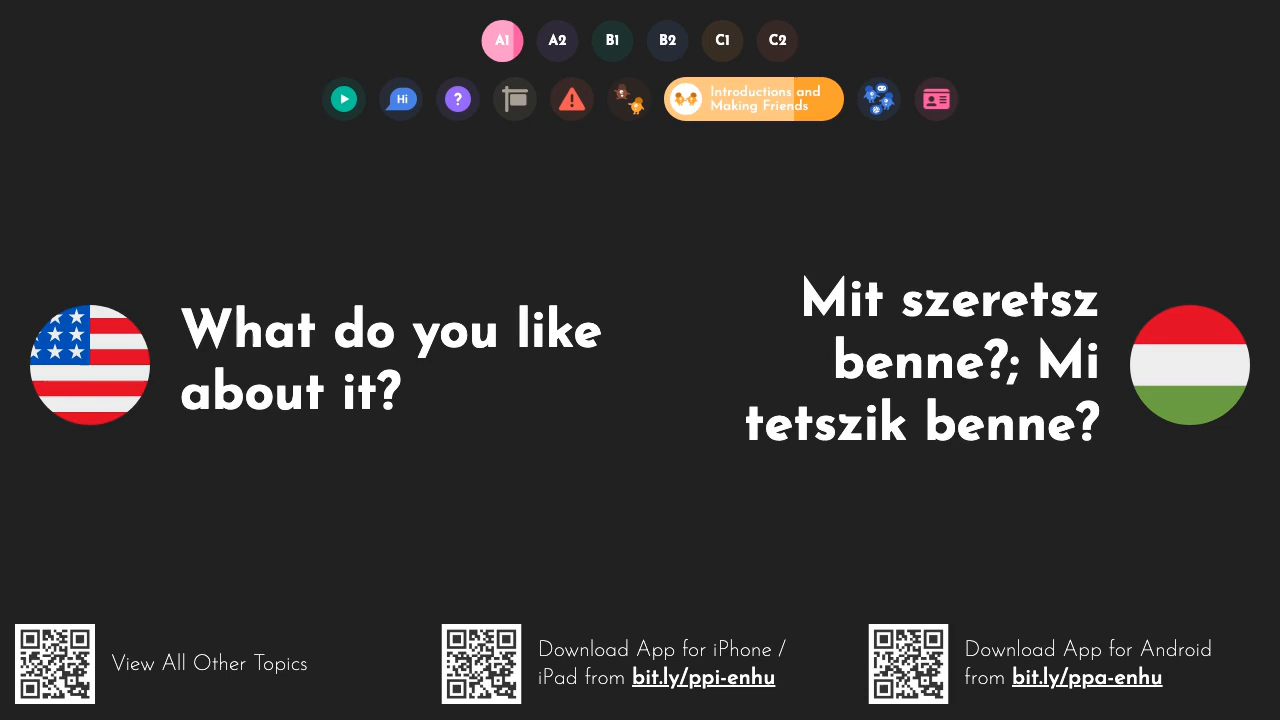 A1 A2 B1 B2 C1 C2
Hi ? Introductions and
Making Friends
What do you like
about it?
Mit szeretsz
benne?; Mi
tetszik benne?
View All Other Topics
Download App for iPhone /
iPad from bit.ly/ppi-enhu
Download App for Android
from bit.ly/ppa-enhu